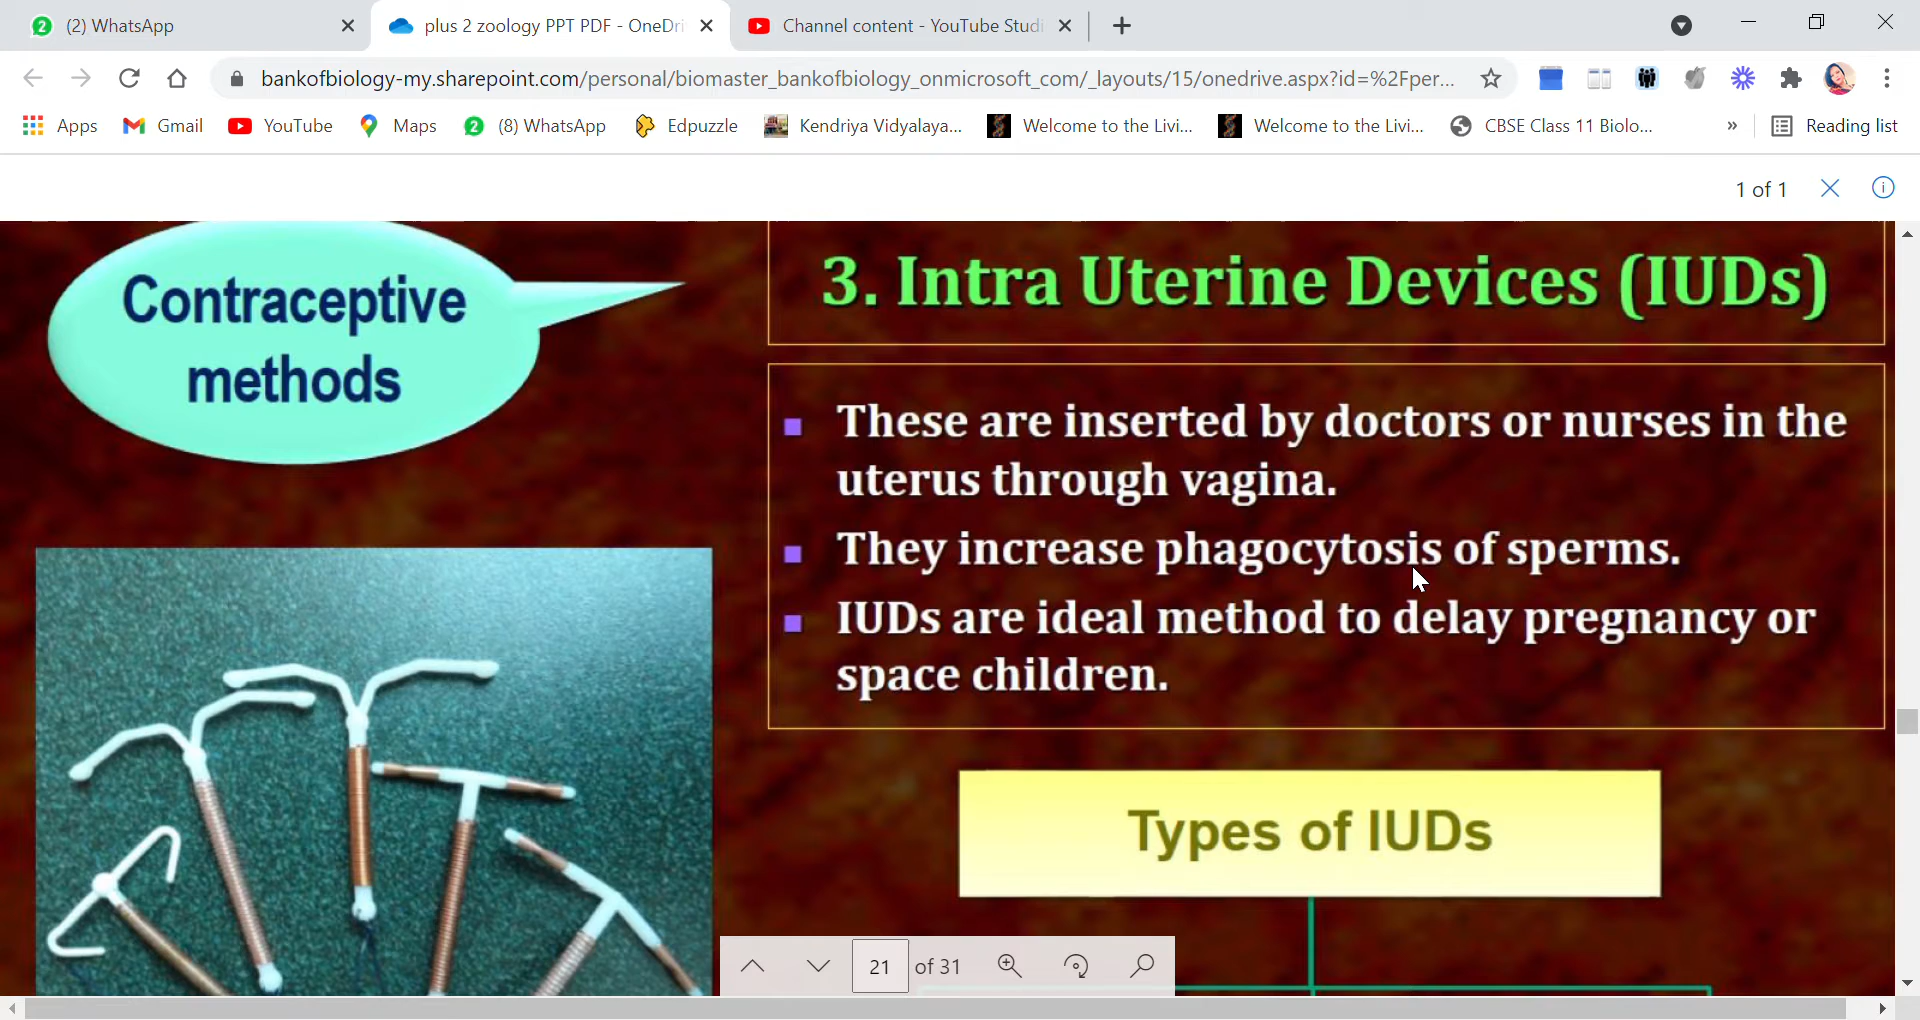 2
(2) WhatsApp
plus 2 zoology PPT PDF - OneDri
Channel content - YouTube Studi
bankofbiology-my.sharepoint.com/personal/biomaster_bankofbiology_onmicrosoft_com/_layouts/15/onedrive.aspx?id=%2Fper...
Apps
Gmail
YouTube
Maps
2
(8) WhatsApp
Edpuzzle
Kendriya Vidyalaya...
Welcome to the Livi...
Welcome to the Livi...
CBSE Class 11 Biolo...
»
Reading list
1 of 1
Contraceptive
methods
3. Intra Uterine Devices (IUDs)
These are inserted by doctors or nurses in the
uterus through vagina.
They increase phagocytosis of sperms.
IUDs are ideal method to delay pregnancy or
space children.
Types of IUDs
21 of 31